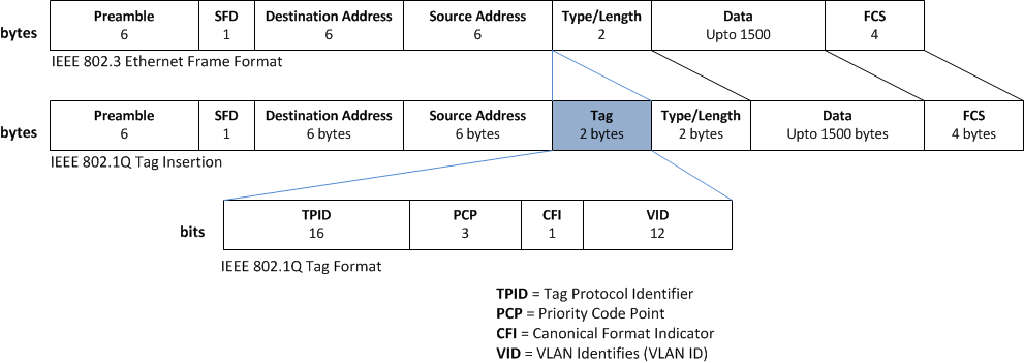 Preamble SFD Destination Address Source Address Type/Length Data FCS
bytes 6 1 6 6 2 Upto 1500 4
IEEE 802.3 Ethernet Frame Format
Preamble SFD Destination Address Source Address Tag Type/Length Data FCS
bytes 6 1 6 bytes 6 bytes 2 bytes 2 bytes Upto 1500 bytes 4 bytes
IEEE 802.1Q Tag Insertion
TPID PCP CFI VID
bits 16 3 1 12
IEEE 802.1Q Tag Format
TPID = Tag Protocol Identifier
PCP = Priority Code Point
CFI = Canonical Format Indicator
VID = VLAN Identifies (VLAN ID)